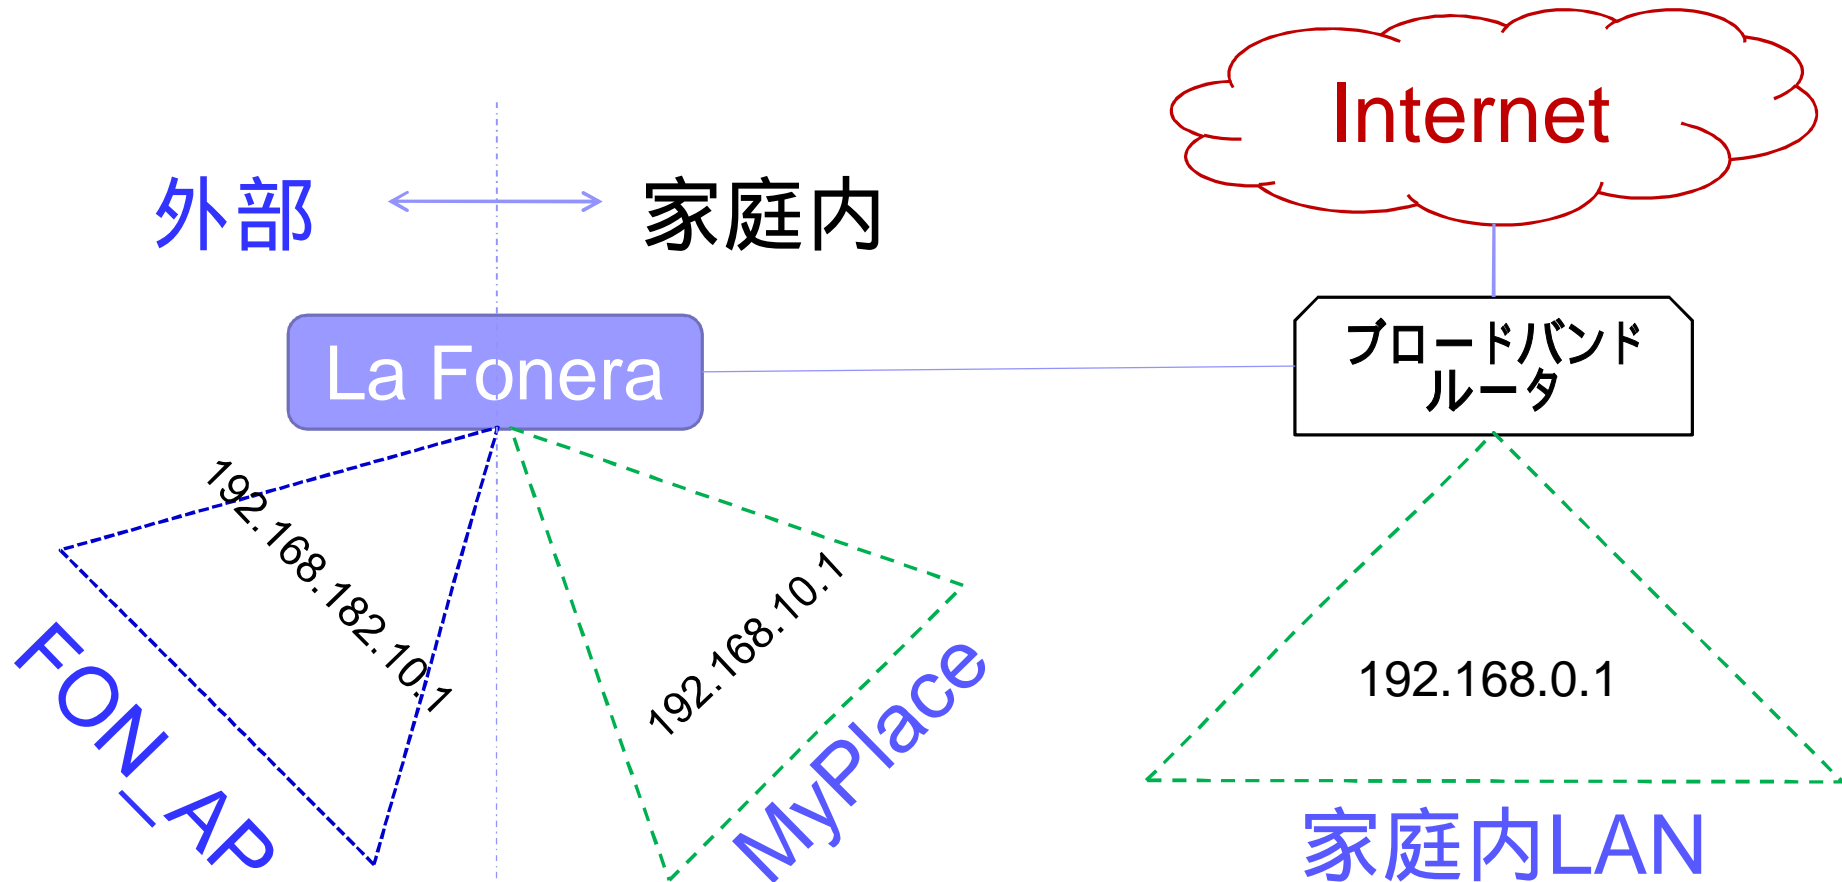 Internet
外部
家庭内
La Fonera
ブロードバンド
ルータ
192.168.182.10.1
192.168.10.1
192.168.0.1
FON_AP
MyPlace
家庭内LAN